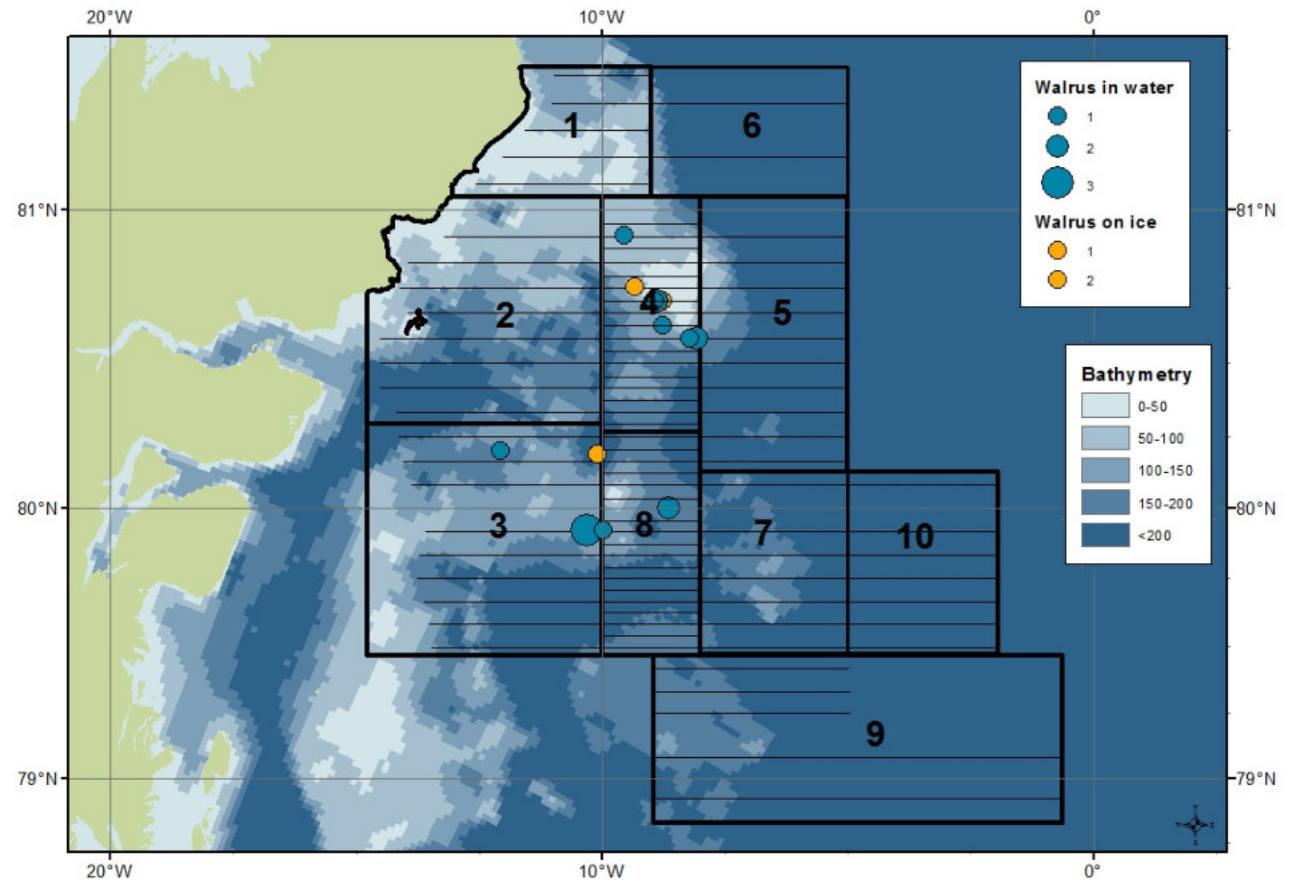 20°W 10°W 0°
Walrus in water
1
2
3
Walrus on ice
1
2
1 6
81°N 81°N
2 4 5
Bathymetry
0-50
50-100
100-150
150-200
<200
80°N 80°N
3 8 7 10
9
79°N 79°N
20°W 10°W 0°